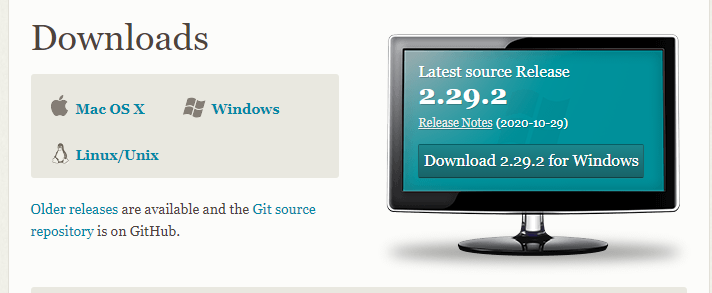 Downloads
Mac OS X
Windows
Linux/Unix
Older releases are available and the Git source
repository is on GitHub.
Latest source Release
2.29.2
Release Notes (2020-10-29)
Download 2.29.2 for Windows